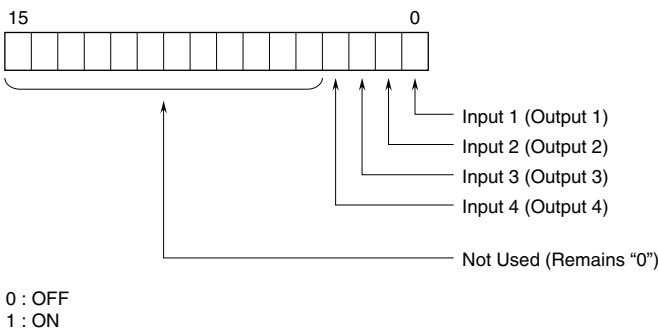 15 0
Input 1 (Output 1)
Input 2 (Output 2)
Input 3 (Output 3)
Input 4 (Output 4)
Not Used (Remains “0”)
0 : OFF
1 : ON